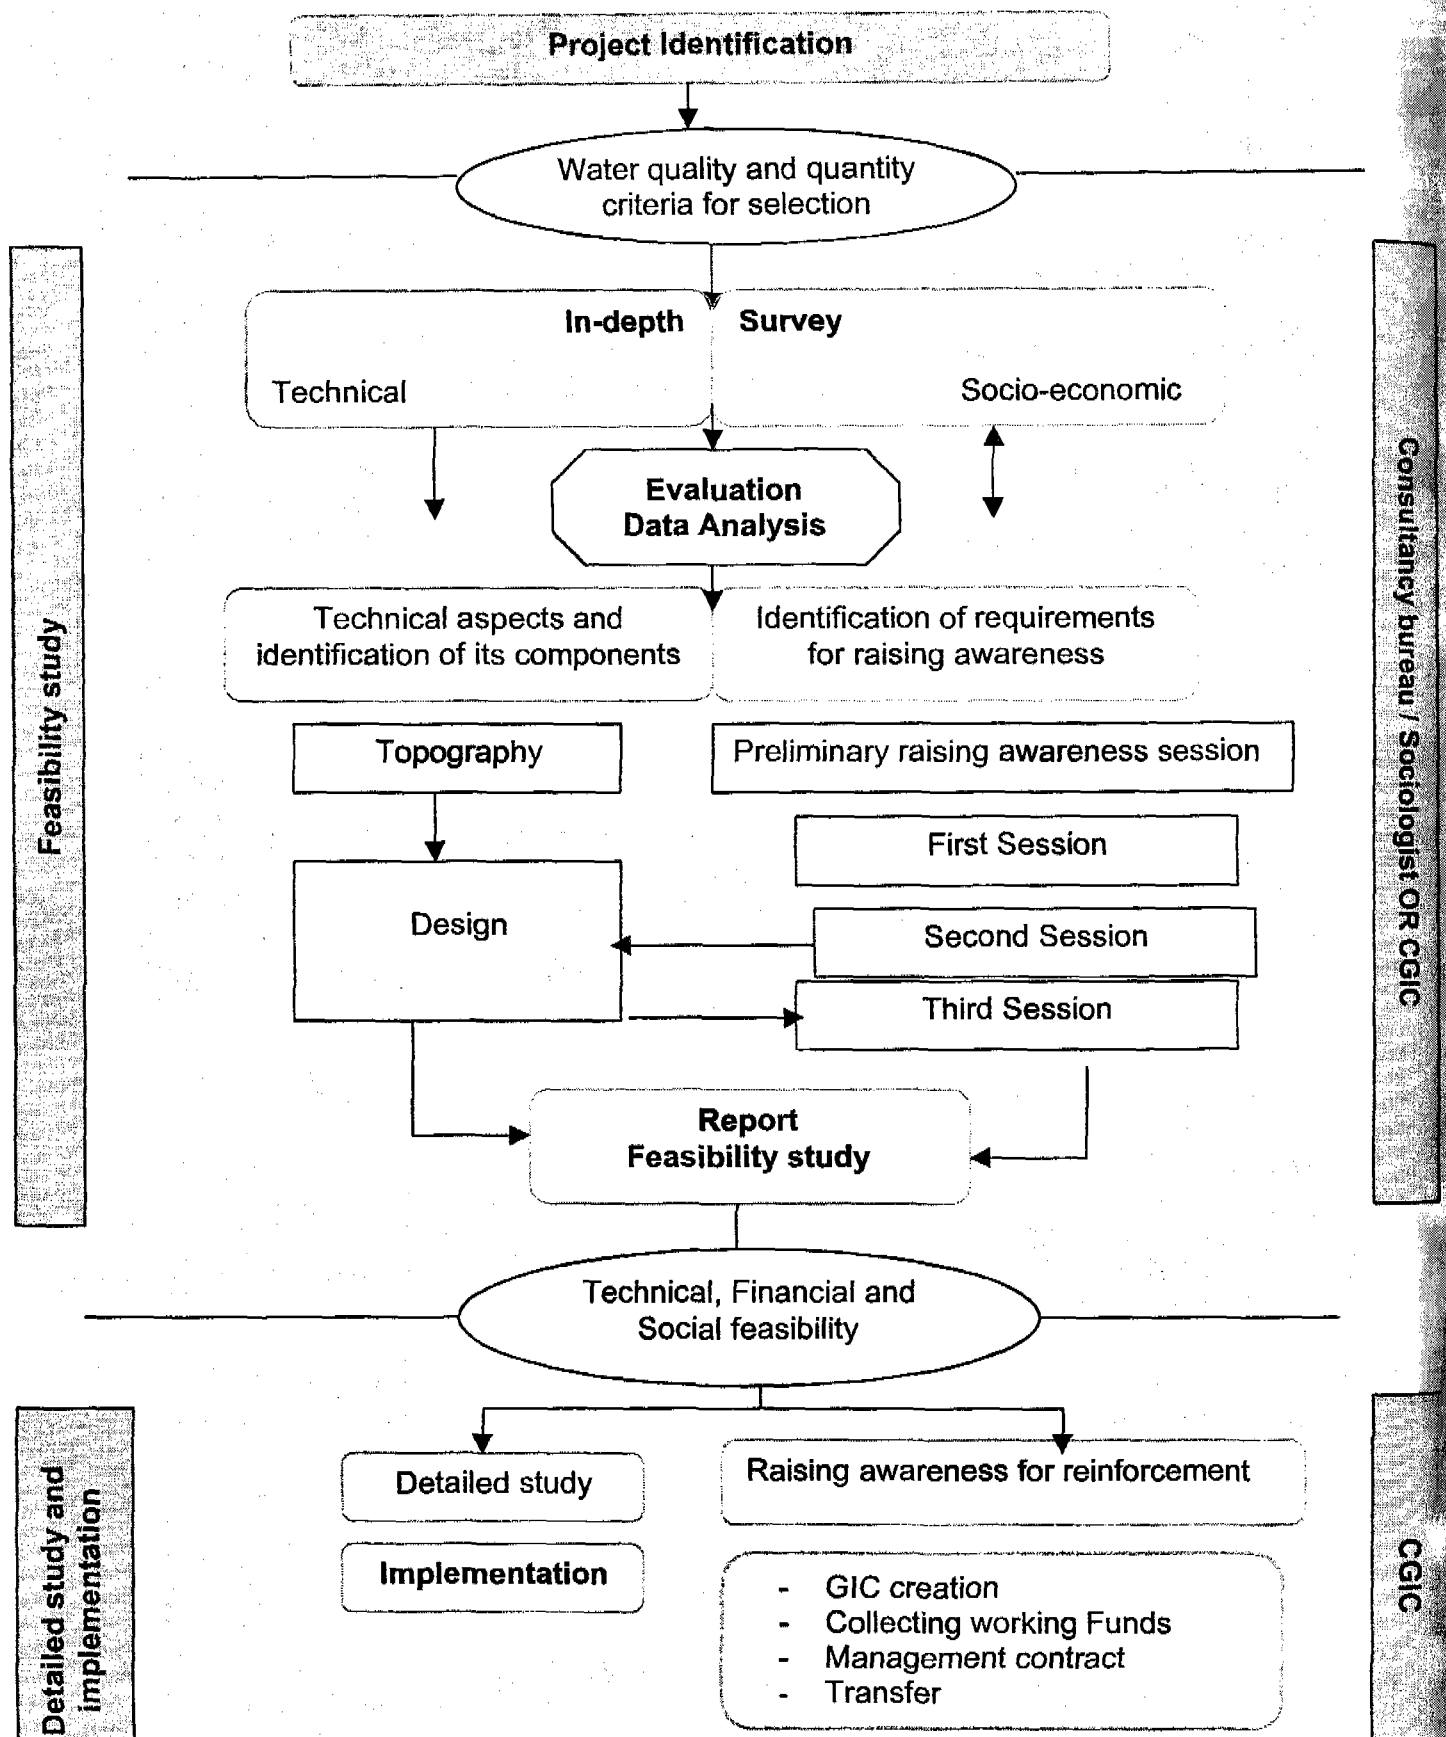 Project Identification
Water quality and quantity
criteria for selection
Feasibility study
Consultancy bureau / Sociologist OR CGIC
In-depth Survey
Technical
Socio-economic
Evaluation
Data Analysis
Technical aspects and
identification of its components
Identification of requirements
for raising awareness
Topography
Preliminary raising awareness session
First Session
Design
Second Session
Third Session
Report
Feasibility study
Technical, Financial and
Social feasibility
Detailed study and
implementation
CGIC
Detailed study
Raising awareness for reinforcement
Implementation
- GIC creation
- Collecting working Funds
- Management contract
- Transfer